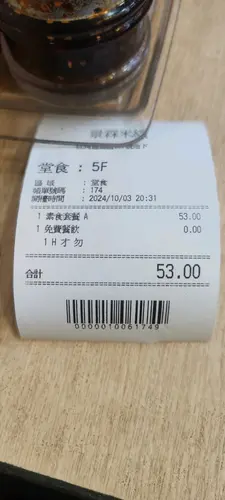 堂食 : 5F
區域 : 堂食
帳單號碼 : 174
開檯時間 : 2024/10/03 20:31
1 素食套餐 A 53.00
1 免費餐飲 0.00
1 H才勿
合計 53.00
0000010061749